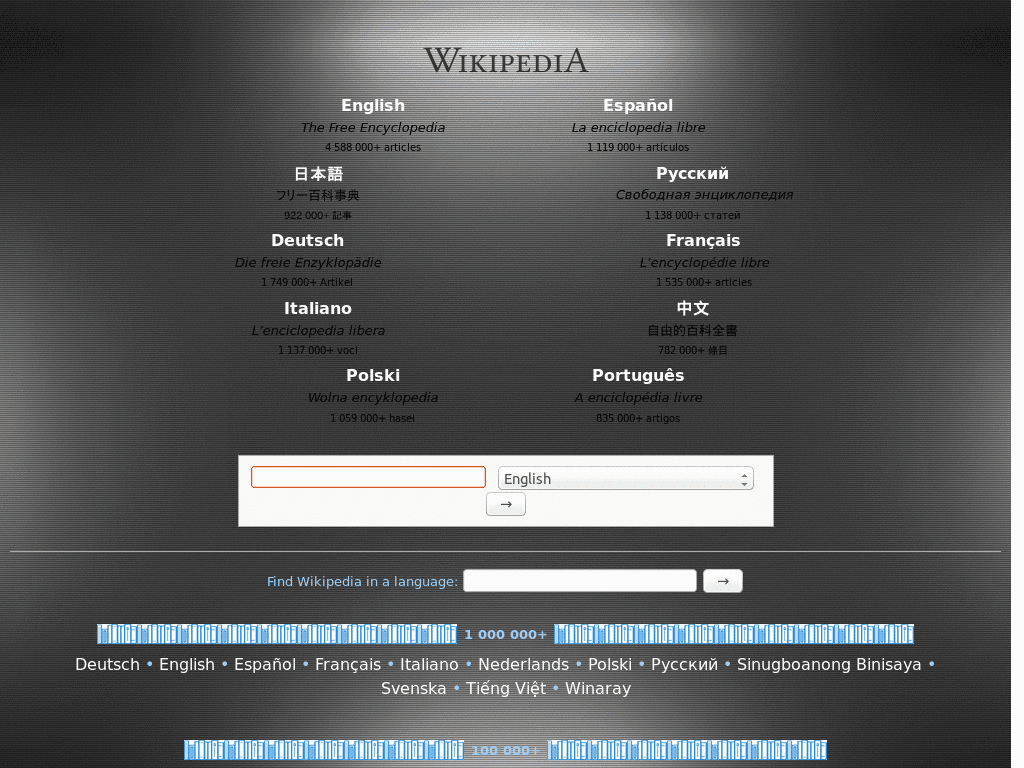 WIKIPEDIA
English
The Free Encyclopedia
4 588 000+ articles
Español
La enciclopedia libre
1 119 000+ artículos
日本語
フリー百科事典
922 000+ 記事
Русский
Свободная энциклопедия
1 138 000+ статей
Deutsch
Die freie Enzyklopädie
1 749 000+ Artikel
Français
L'encyclopédie libre
1 535 000+ articles
Italiano
L'enciclopedia libera
1 137 000+ voci
中文
自由的百科全書
782 000+ 條目
Polski
Wolna encyklopedia
1 059 000+ haseł
Português
A enciclopédia livre
835 000+ artigos
English
→
Find Wikipedia in a language: →
1 000 000+
Deutsch • English • Español • Français • Italiano • Nederlands • Polski • Русский • Sinugboanong Binisaya •
Svenska • Tiếng Việt • Winaray
100 000+